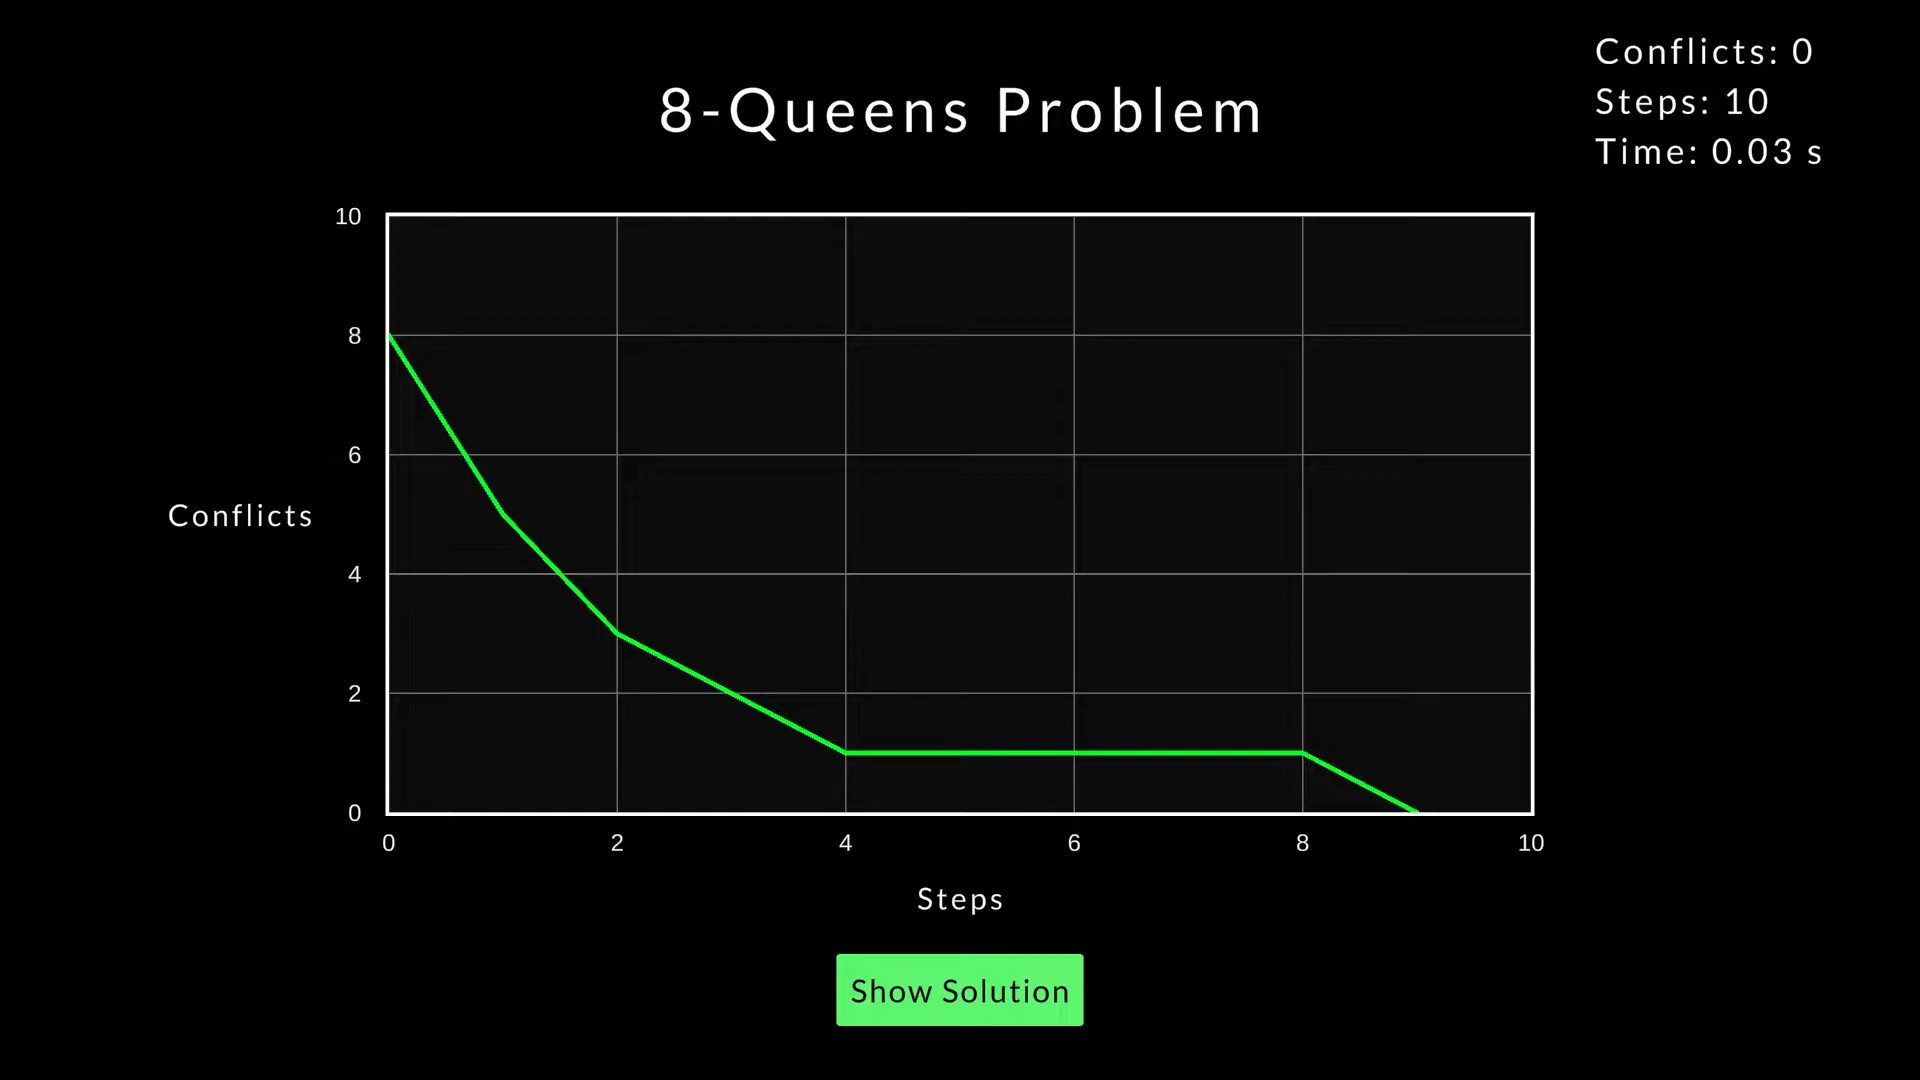 Conflicts: 0
Steps: 10
Time: 0.03 s
8-Queens Problem
10
8
6
4
2
0
Conflicts
0 2 4 6 8 10
Steps
Show Solution